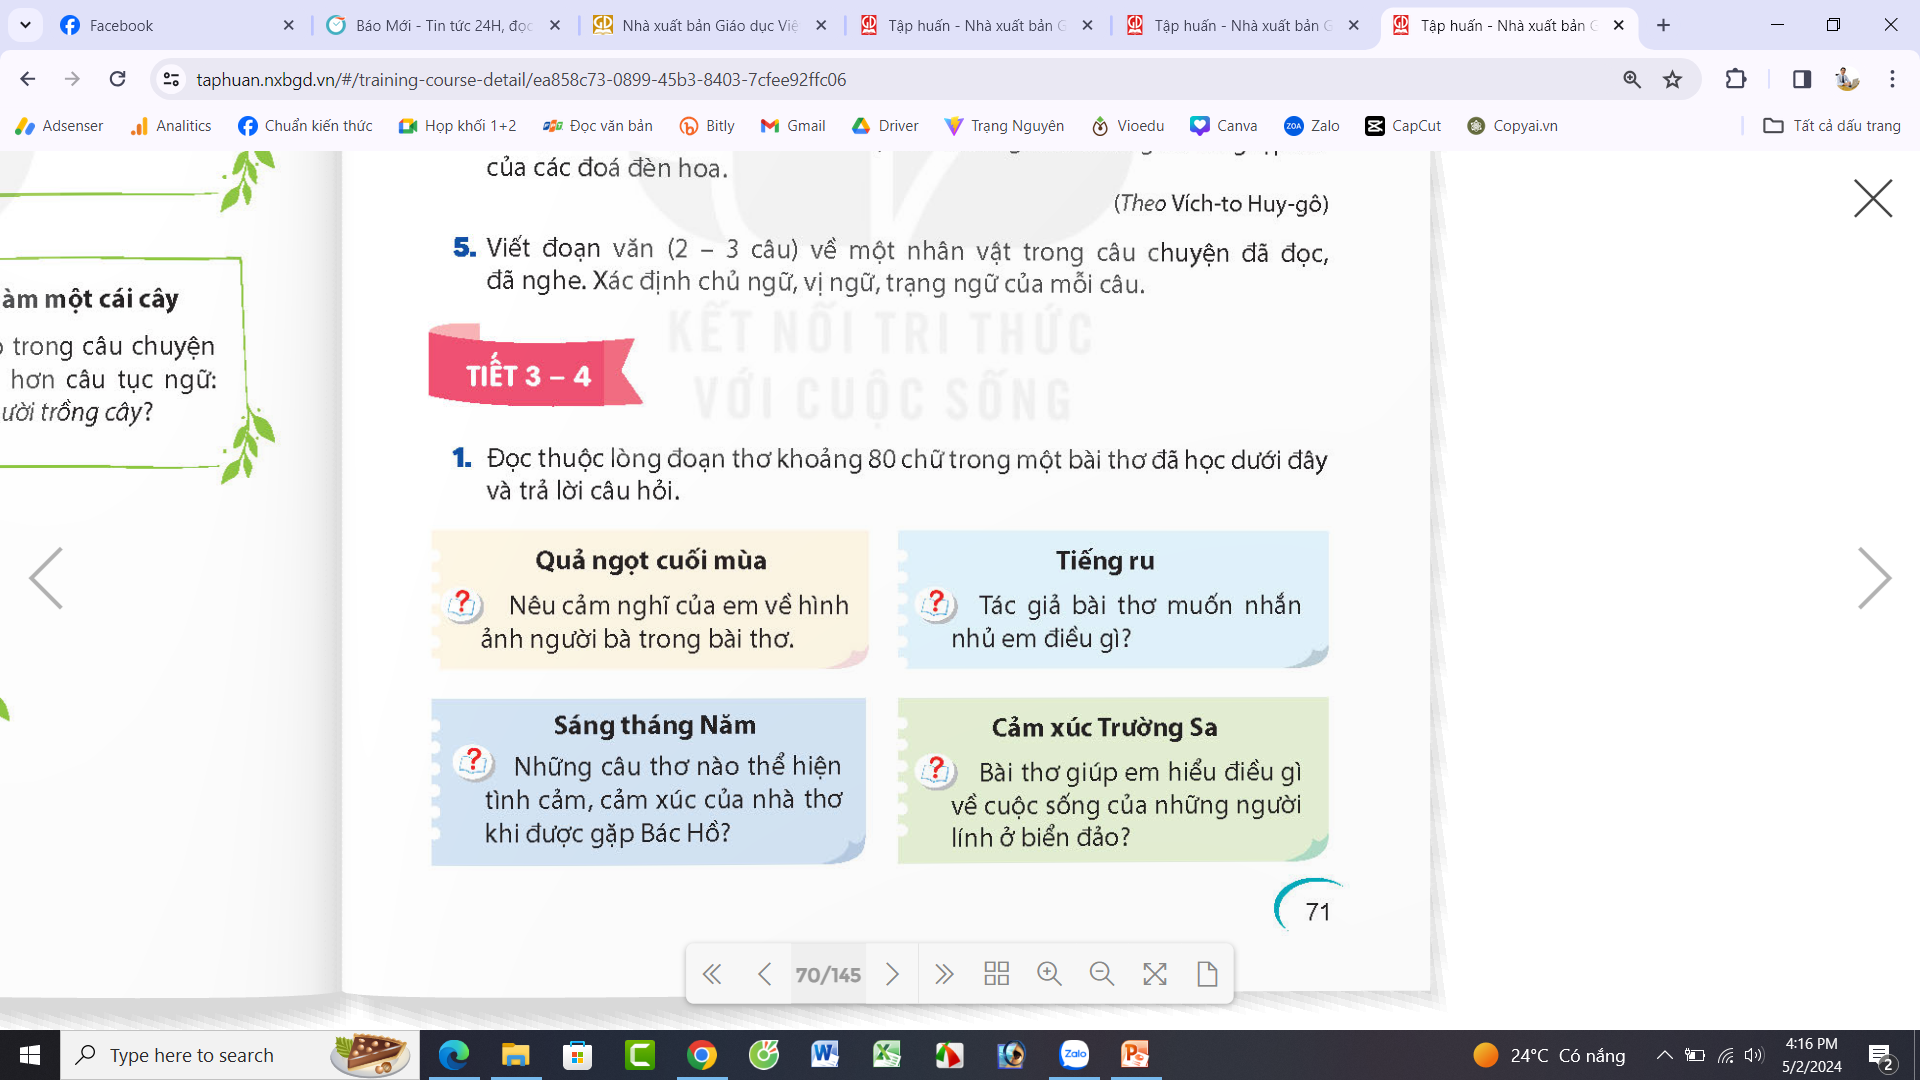 Facebook
Báo Mới - Tin tức 24H, đọc
Nhà xuất bản Giáo dục Việ
Tập huấn - Nhà xuất bản G
Tập huấn - Nhà xuất bản G
Tập huấn - Nhà xuất bản G
taphuan.nxbgd.vn/#/training-course-detail/ea858c73-0899-45b3-8403-7cfee92ffc06
Adsenser
Analitics
Chuẩn kiến thức
Họp khối 1+2
Đọc văn bản
Bitly
Gmail
Driver
Trạng Nguyên
Vioedu
Canva
Zalo
CapCut
Copyai.vn
Tất cả dấu trang
àm một cái cây
trong câu chuyện
hơn câu tục ngữ:
ười trồng cây?
của các đoá đèn hoa.
(Theo Vích-to Huy-gô)
5. Viết đoạn văn (2 – 3 câu) về một nhân vật trong câu chuyện đã đọc,
đã nghe. Xác định chủ ngữ, vị ngữ, trạng ngữ của mỗi câu.
KẾT NỐI TRI THỨC
VỚI CUỘC SỐNG
TIẾT 3 – 4
1. Đọc thuộc lòng đoạn thơ khoảng 80 chữ trong một bài thơ đã học dưới đây
và trả lời câu hỏi.
Quả ngọt cuối mùa
Nêu cảm nghĩ của em về hình
ảnh người bà trong bài thơ.
Tiếng ru
Tác giả bài thơ muốn nhắn
nhủ em điều gì?
Sáng tháng Năm
Những câu thơ nào thể hiện
tình cảm, cảm xúc của nhà thơ
khi được gặp Bác Hồ?
Cảm xúc Trường Sa
Bài thơ giúp em hiểu điều gì
về cuộc sống của những người
lính ở biển đảo?
71
70/145
Type here to search
Zalo
24°C Có nắng
4:16 PM
5/2/2024
2